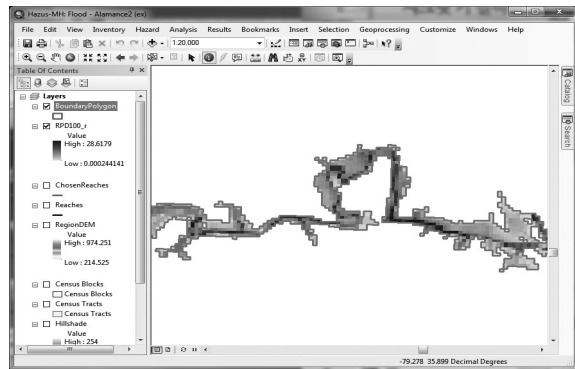 Hazus-MH: Flood - Alamance2 (ex)
File Edit View Inventory Hazard Analysis Results Bookmarks Insert Selection Geoprocessing Customize Windows Help
1:20,000
Table Of Contents
Layers
BoundaryPolygon
RPD100_r
Value
High : 28.6179
Low : 0.000244141
ChosenReaches
Reaches
RegionDEM
Value
High : 974.251
Low : 214.525
Census Blocks
Census Blocks
Census Tracts
Census Tracts
Hillshade
Value
High : 254
Catalog
Search
-79.278 35.899 Decimal Degrees